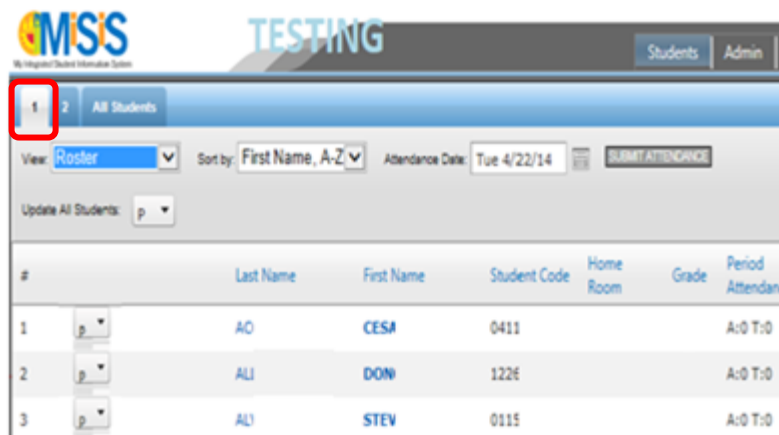 MiSiS
My Integrated Student Information System
TESTING
Students Admin
1 2 All Students
View: Roster Sort by: First Name, A-Z Attendance Date: Tue 4/22/14 SUBMIT ATTENDANCE
Update All Students: p
# Last Name First Name Student Code Home Room Grade Period Attendan
1 p AO CESA 0411 A:0 T:0
2 p ALI DON 1226 A:0 T:0
3 p ALY STEV 0115 A:0 T:0